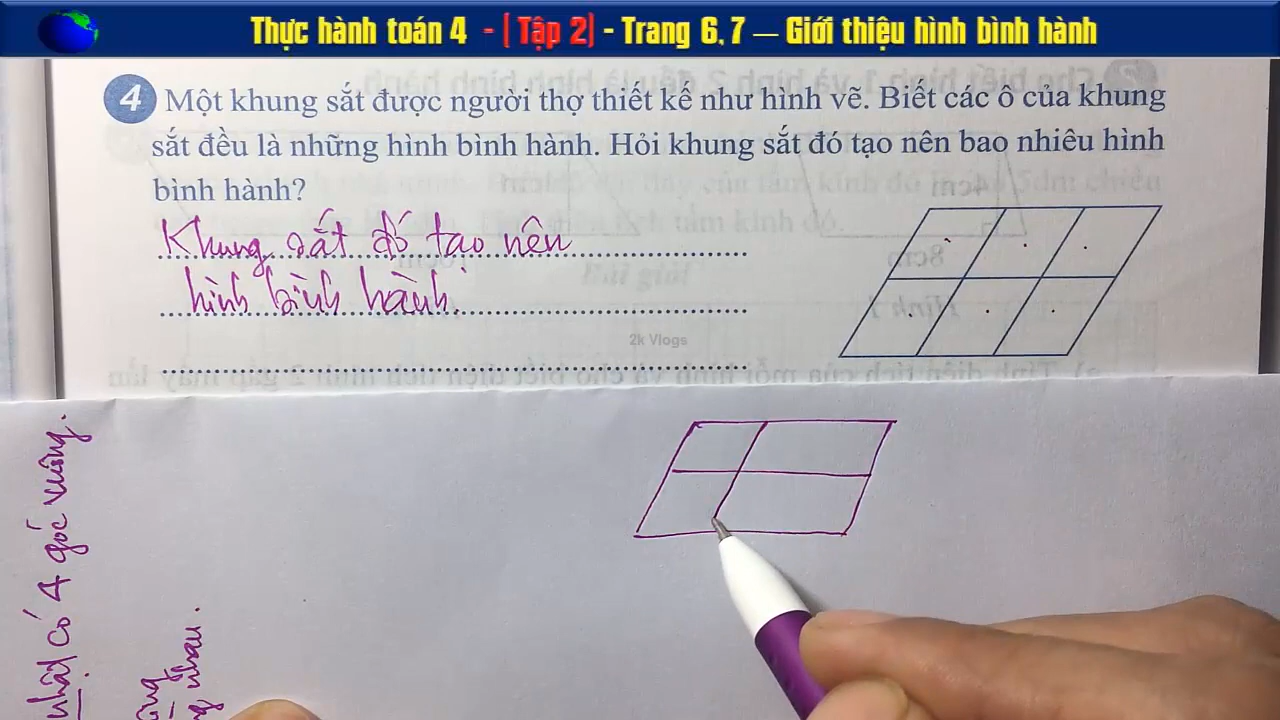 Thực hành toán 4 - [ Tập 2] - Trang 6, 7 — Giới thiệu hình bình hành
4 Một khung sắt được người thợ thiết kế như hình vẽ. Biết các ô của khung
sắt đều là những hình bình hành. Hỏi khung sắt đó tạo nên bao nhiêu hình
bình hành?
Khung sắt đó tạo nên
hình bình hành.
2k Vlogs
nhật có 4 góc vuông.
nhau.